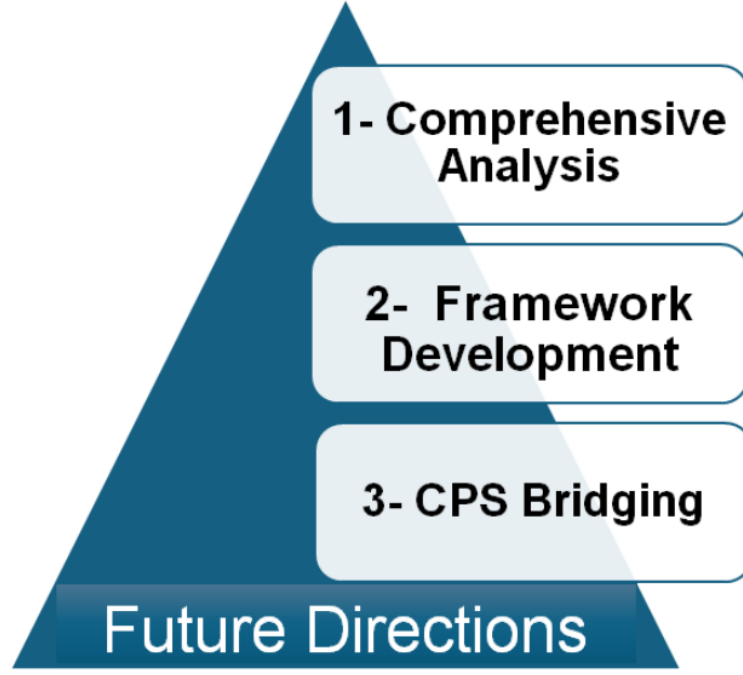 1- Comprehensive
Analysis
2- Framework
Development
3- CPS Bridging
Future Directions